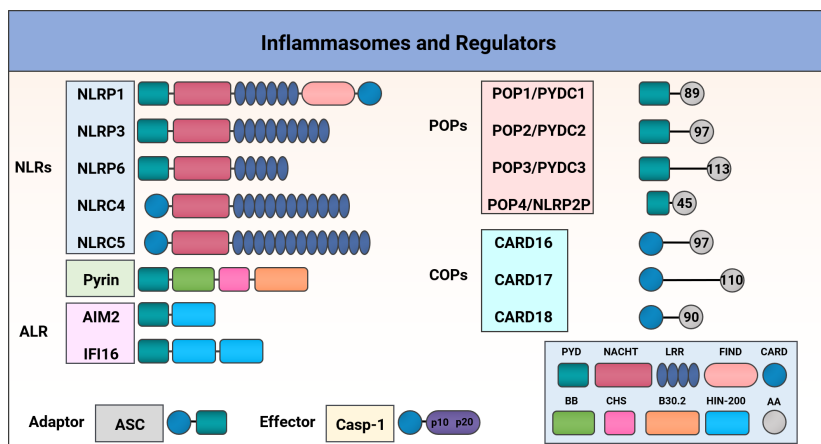 Inflammasomes and Regulators
NLRs
NLRP1
NLRP3
NLRP6
NLRC4
NLRC5
Pyrin
ALR
AIM2
IFI16
POPs
POP1/PYDC1
89
POP2/PYDC2
97
POP3/PYDC3
113
POP4/NLRP2P
45
COPs
CARD16
97
CARD17
110
CARD18
90
PYD NACHT LRR FIND CARD
BB CHS B30.2 HIN-200 AA
Adaptor ASC
Effector Casp-1 p10 p20